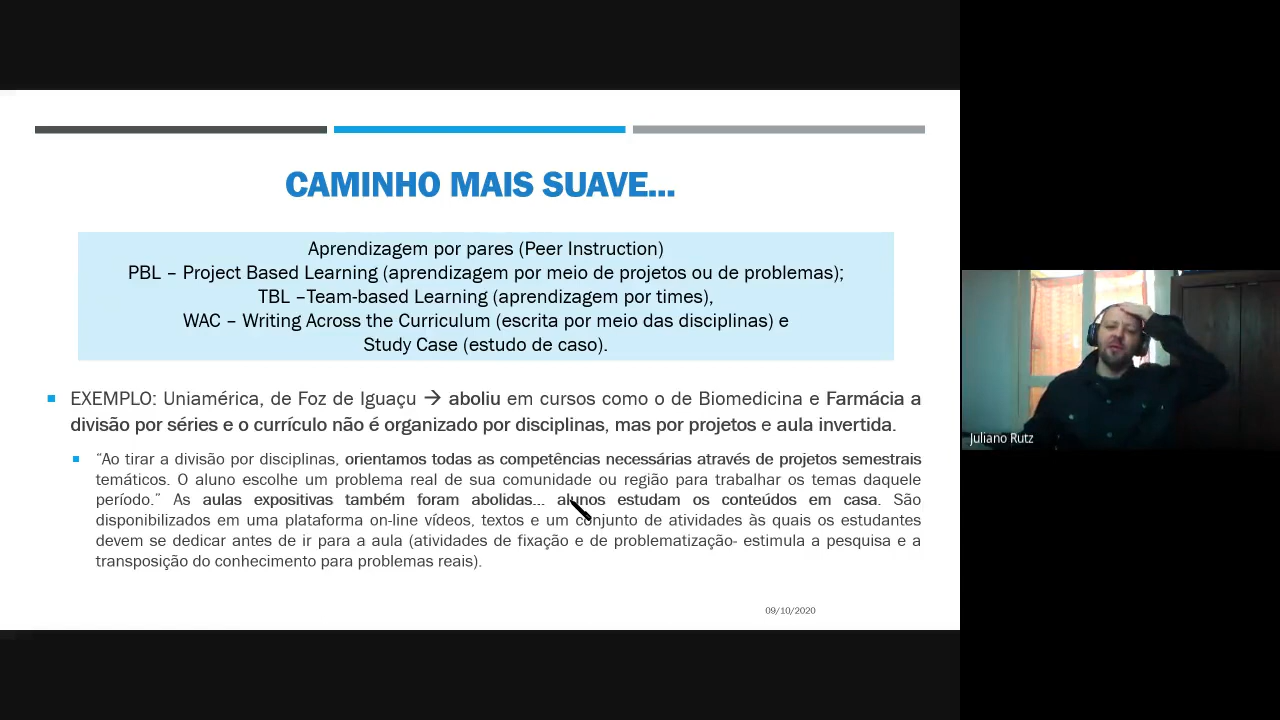 CAMINHO MAIS SUAVE...
Aprendizagem por pares (Peer Instruction)
PBL – Project Based Learning (aprendizagem por meio de projetos ou de problemas);
TBL –Team-based Learning (aprendizagem por times),
WAC – Writing Across the Curriculum (escrita por meio das disciplinas) e
Study Case (estudo de caso).
EXEMPLO: Uniamérica, de Foz de Iguaçu → aboliu em cursos como o de Biomedicina e Farmácia a
divisão por séries e o currículo não é organizado por disciplinas, mas por projetos e aula invertida.
“Ao tirar a divisão por disciplinas, orientamos todas as competências necessárias através de projetos semestrais
temáticos. O aluno escolhe um problema real de sua comunidade ou região para trabalhar os temas daquele
período.” As aulas expositivas também foram abolidas... alunos estudam os conteúdos em casa. São
disponibilizados em uma plataforma on-line vídeos, textos e um conjunto de atividades às quais os estudantes
devem se dedicar antes de ir para a aula (atividades de fixação e de problematização- estimula a pesquisa e a
transposição do conhecimento para problemas reais).
09/10/2020
Juliano Rutz